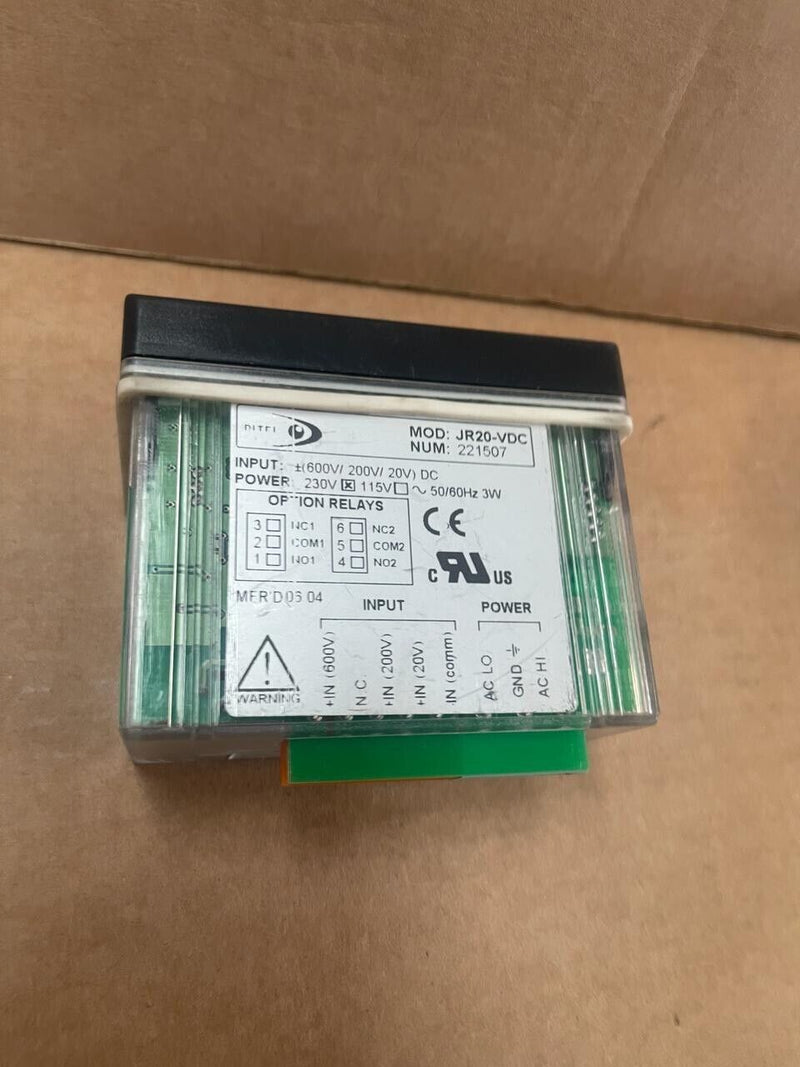 DITEL
MOD: JR20-VDC
NUM: 221507
INPUT: ±(600V/ 200V/ 20V) DC
POWER 230V ☒ 115V ☐ ~ 50/60Hz 3W
OPTION RELAYS
3 ☐ NC1 6 ☐ NC2
2 ☐ COM1 5 ☐ COM2
1 ☐ NO1 4 ☐ NO2
CE
C RU US
MFR'D 06 04
INPUT POWER
WARNING
+IN (600V)
N.C.
+IN (200V)
+IN (20V)
-IN (comm)
AC LO
GND
AC HI